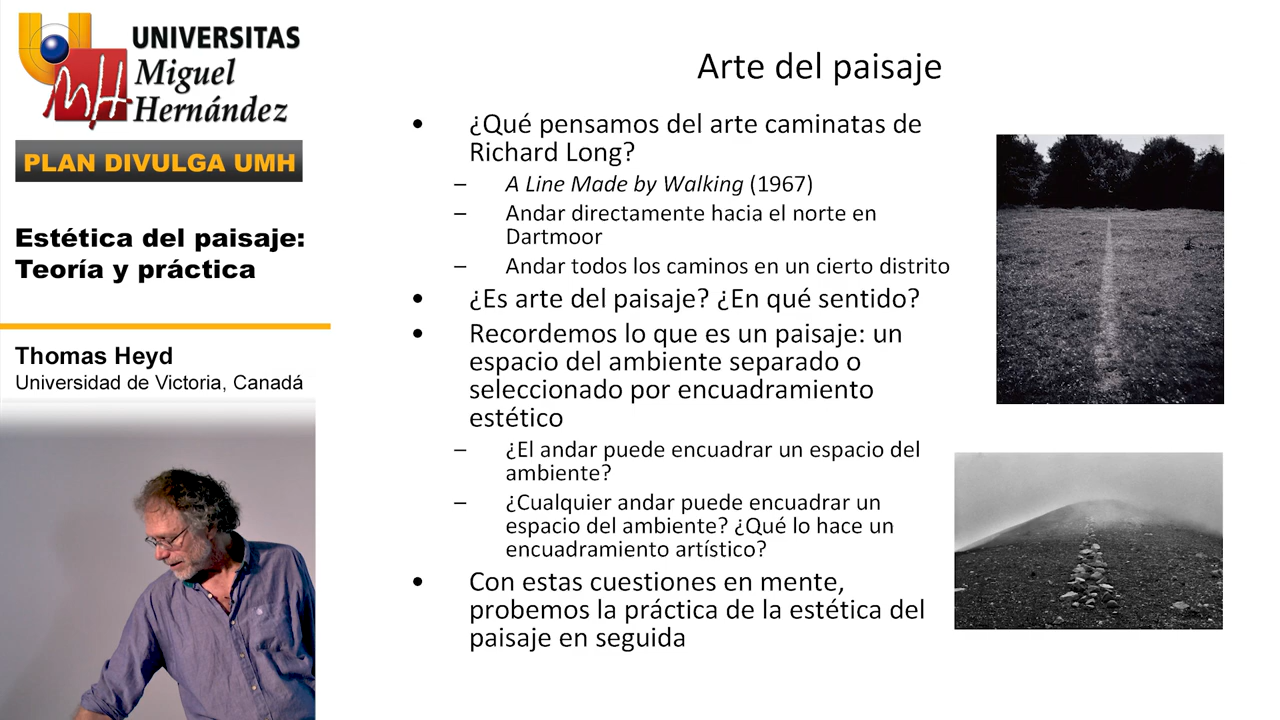 UNIVERSITAS
Miguel
Hernández
PLAN DIVULGA UMH
Estética del paisaje:
Teoría y práctica
Thomas Heyd
Universidad de Victoria, Canadá
Arte del paisaje
• ¿Qué pensamos del arte caminatas de
Richard Long?
– A Line Made by Walking (1967)
– Andar directamente hacia el norte en
Dartmoor
– Andar todos los caminos en un cierto distrito
• ¿Es arte del paisaje? ¿En qué sentido?
• Recordemos lo que es un paisaje: un
espacio del ambiente separado o
seleccionado por encuadramiento
estético
– ¿El andar puede encuadrar un espacio del
ambiente?
– ¿Cualquier andar puede encuadrar un
espacio del ambiente? ¿Qué lo hace un
encuadramiento artístico?
• Con estas cuestiones en mente,
probemos la práctica de la estética del
paisaje en seguida